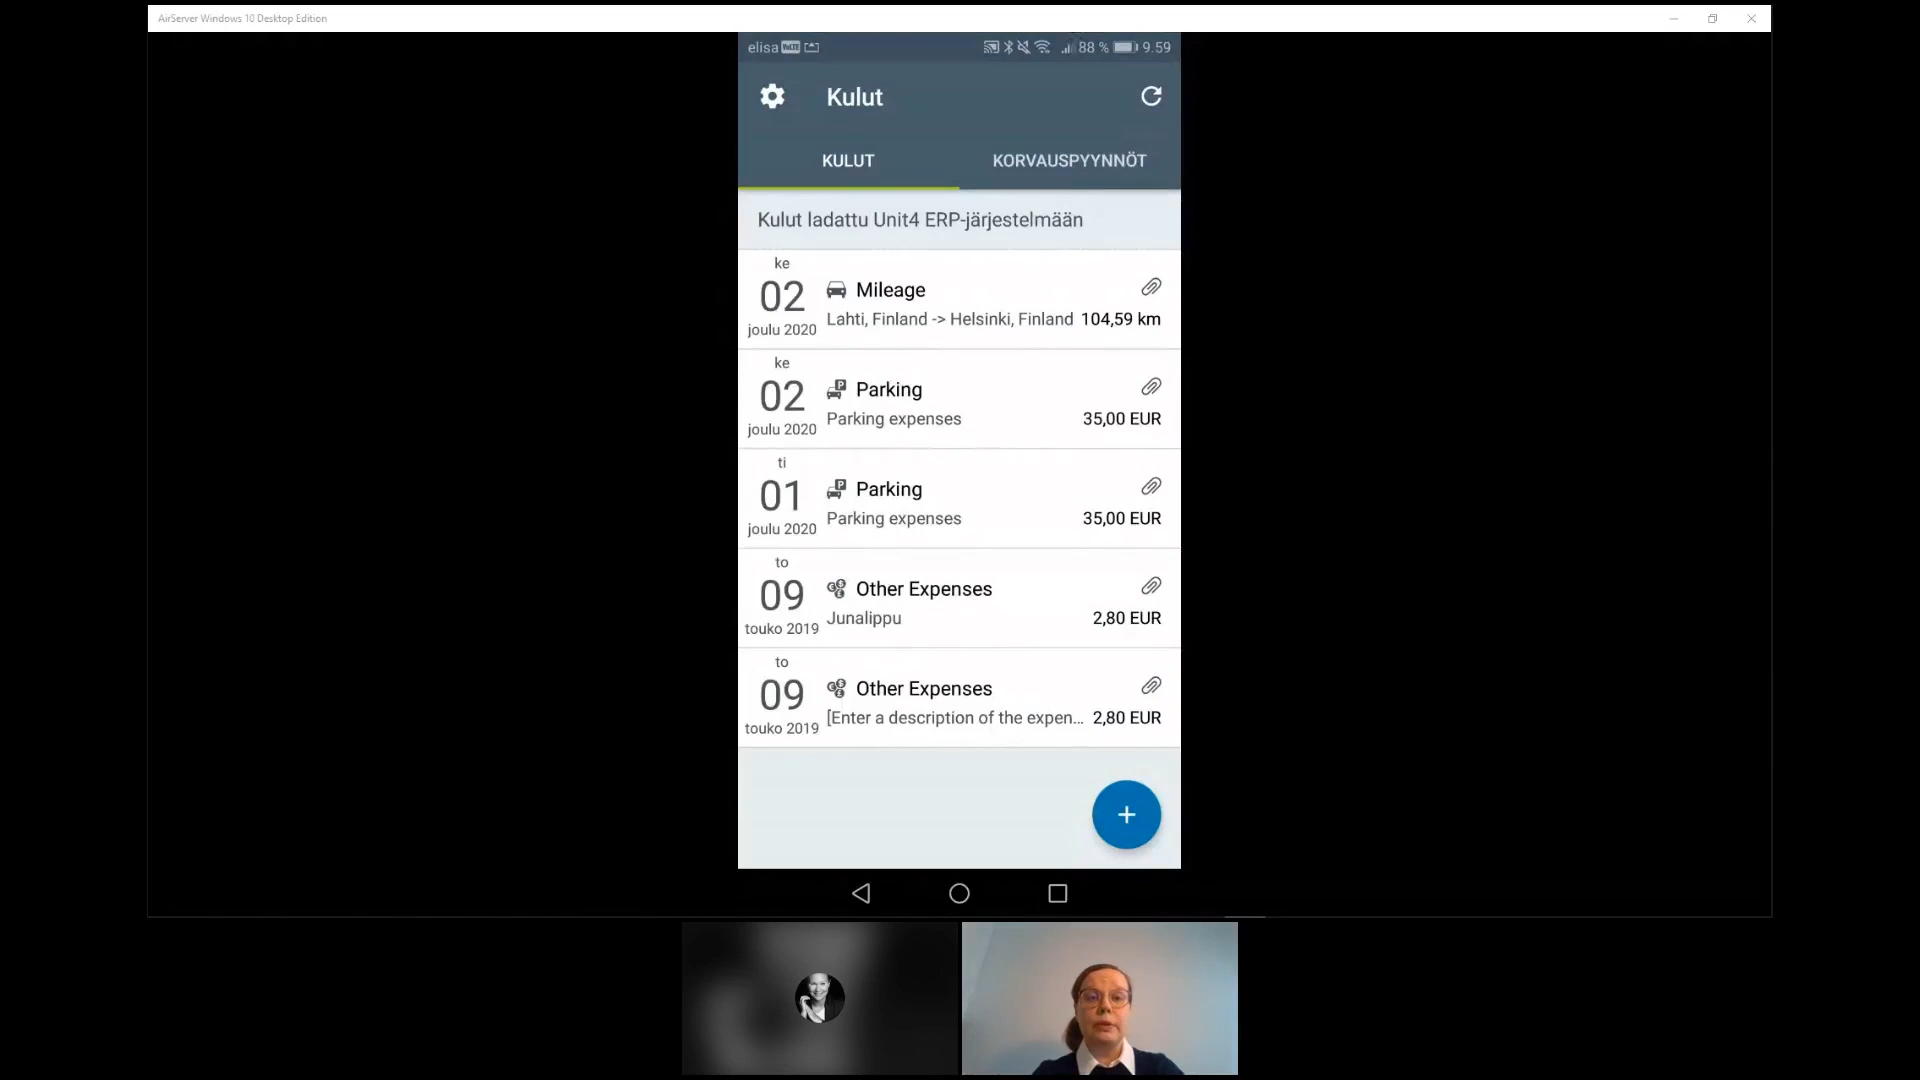 AirServer Windows 10 Desktop Edition
elisa VoLTE 88 % 9.59
Kulut
KULUT KORVAUSPYYNNÖT
Kulut ladattu Unit4 ERP-järjestelmään
ke
02 Mileage
joulu 2020 Lahti, Finland -> Helsinki, Finland 104,59 km
ke
02 Parking
joulu 2020 Parking expenses 35,00 EUR
ti
01 Parking
joulu 2020 Parking expenses 35,00 EUR
to
09 Other Expenses
touko 2019 Junalippu 2,80 EUR
to
09 Other Expenses
touko 2019 [Enter a description of the expen... 2,80 EUR